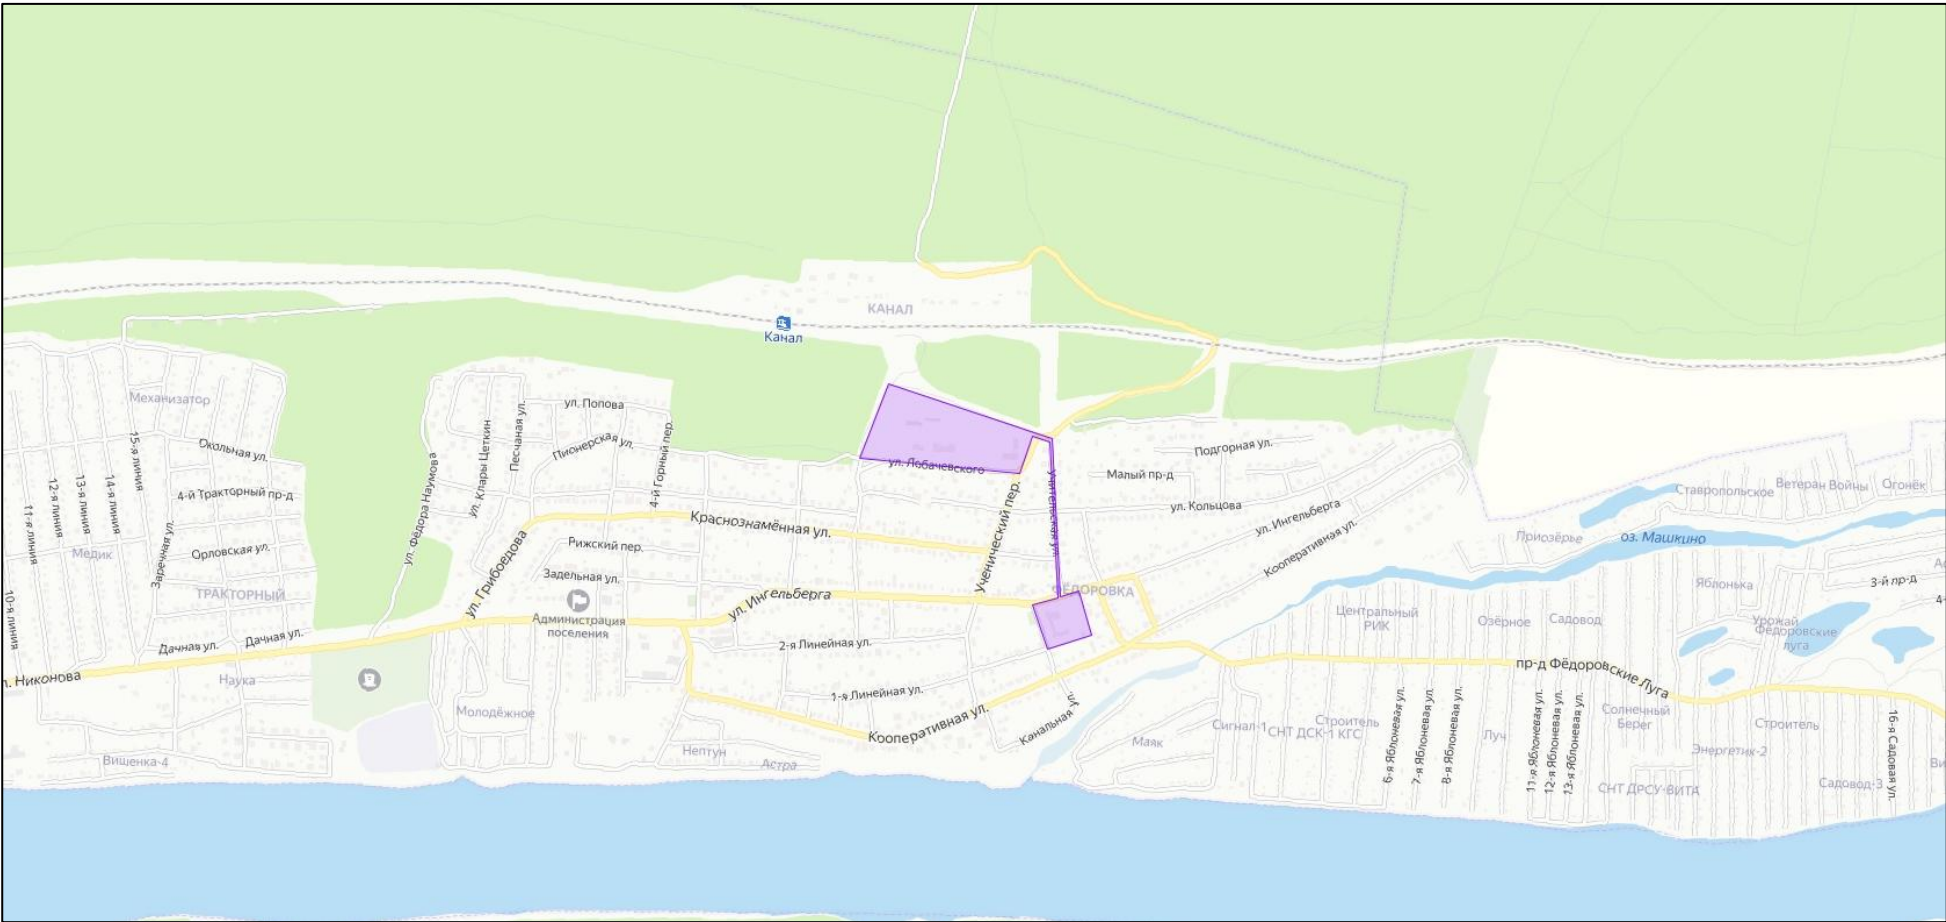 КАНАЛ
Канал
Механизатор
ул. Попова
Окольная ул.
Пионерская ул.
Песчаная ул.
ул. Клары Цеткин
4-й Горный пер.
ул. Фёдора Наумова
15-я линия
14-я линия
13-я линия
12-я линия
11-я линия
10-я линия
4-й Тракторный пр-д
Заречная ул.
Орловская ул.
Медик
ТРАКТОРНЫЙ
Дачная ул.
Дачная ул.
Никонова
Наука
Вишенка-4
Молодёжное
ул. Грибоедова
Краснознамённая ул.
Рижский пер.
Задельная ул.
Администрация
поселения
ул. Ингельберга
2-я Линейная ул.
1-я Линейная ул.
Кооперативная ул.
Нептун
Астра
Канальная ул.
Маяк
ул. Лобачевского
Ученический пер.
Учительская ул.
ФЁДОРОВКА
Подгорная ул.
Малый пр-д
ул. Кольцова
ул. Ингельберга
Кооперативная ул.
Ставропольское
Ветеран Войны
Огонёк
Приозёрье
оз. Машкино
Яблонька
3-й пр-д
4-
Центральный
РИК
Озёрное
Садовод
Урожай
Фёдоровские
луга
пр-д Фёдоровские Луга
Сигнал-1
СНТ ДСК-1 КГС
Строитель
6-я Яблоневая ул.
7-я Яблоневая ул.
8-я Яблоневая ул.
Луч
11-я Яблоневая ул.
12-я Яблоневая ул.
13-я Яблоневая ул.
Солнечный
Берег
Строитель
Энергетик-2
СНТ ДРСУ-ВИТА
Садовод-3
16-я Садовая ул.